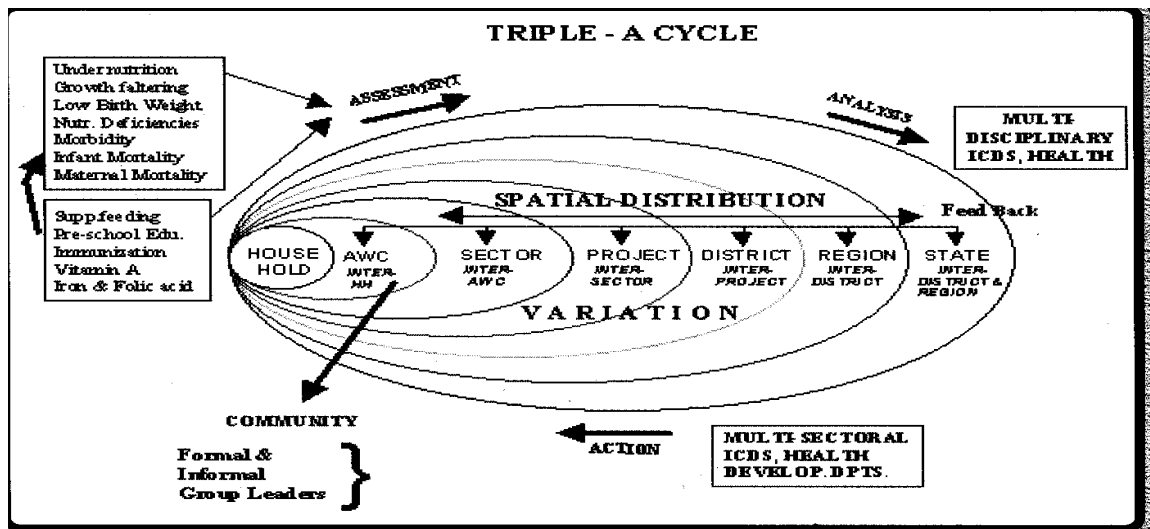 TRIPLE - A CYCLE
Under nutrition
Growth faltering
Low Birth Weight
Nutr. Deficiencies
Morbidity
Infant Mortality
Maternal Mortality
ASSESSMENT
ANALYSIS
MULTI-
DISCIPLINARY
ICDS, HEALTH
Supp.feeding
Pre-school Edu.
Immunization
Vitamin A
Iron & Folic acid
SPATIAL DISTRIBUTION
Feed Back
HOUSE
HOLD
AWC
INTER-
HH
SECTOR
INTER-
AWC
PROJECT
INTER-
SECTOR
DISTRICT
INTER-
PROJECT
REGION
INTER-
DISTRICT
STATE
INTER-
DISTRICT &
REGION
VARIATION
COMMUNITY
Formal &
Informal
Group Leaders
ACTION
MULTI-SECTORAL
ICDS, HEALTH
DEVELOP. DPTS.